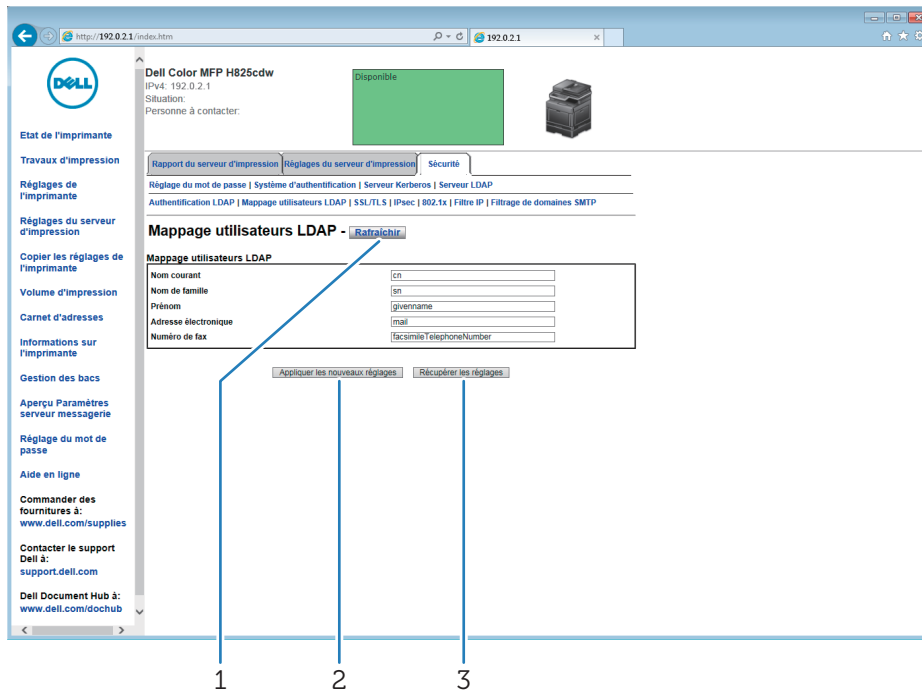 http://192.0.2.1/index.htm
192.0.2.1
DELL
Etat de l'imprimante
Travaux d'impression
Réglages de
l'imprimante
Réglages du serveur
d'impression
Copier les réglages de
l'imprimante
Volume d'impression
Carnet d'adresses
Informations sur
l'imprimante
Gestion des bacs
Aperçu Paramètres
serveur messagerie
Réglage du mot de
passe
Aide en ligne
Commander des
fournitures à:
www.dell.com/supplies
Contacter le support
Dell à:
support.dell.com
Dell Document Hub à:
www.dell.com/dochub
Dell Color MFP H825cdw
IPv4: 192.0.2.1
Situation:
Personne à contacter:
Disponible
Rapport du serveur d'impression Réglages du serveur d'impression Sécurité
Réglage du mot de passe | Système d'authentification | Serveur Kerberos | Serveur LDAP
Authentification LDAP | Mappage utilisateurs LDAP | SSL/TLS | IPsec | 802.1x | Filtre IP | Filtrage de domaines SMTP
Mappage utilisateurs LDAP - Rafraîchir
Mappage utilisateurs LDAP
Nom courant cn
Nom de famille sn
Prénom givenname
Adresse électronique mail
Numéro de fax facsimileTelephoneNumber
Appliquer les nouveaux réglages Récupérer les réglages
1 2 3